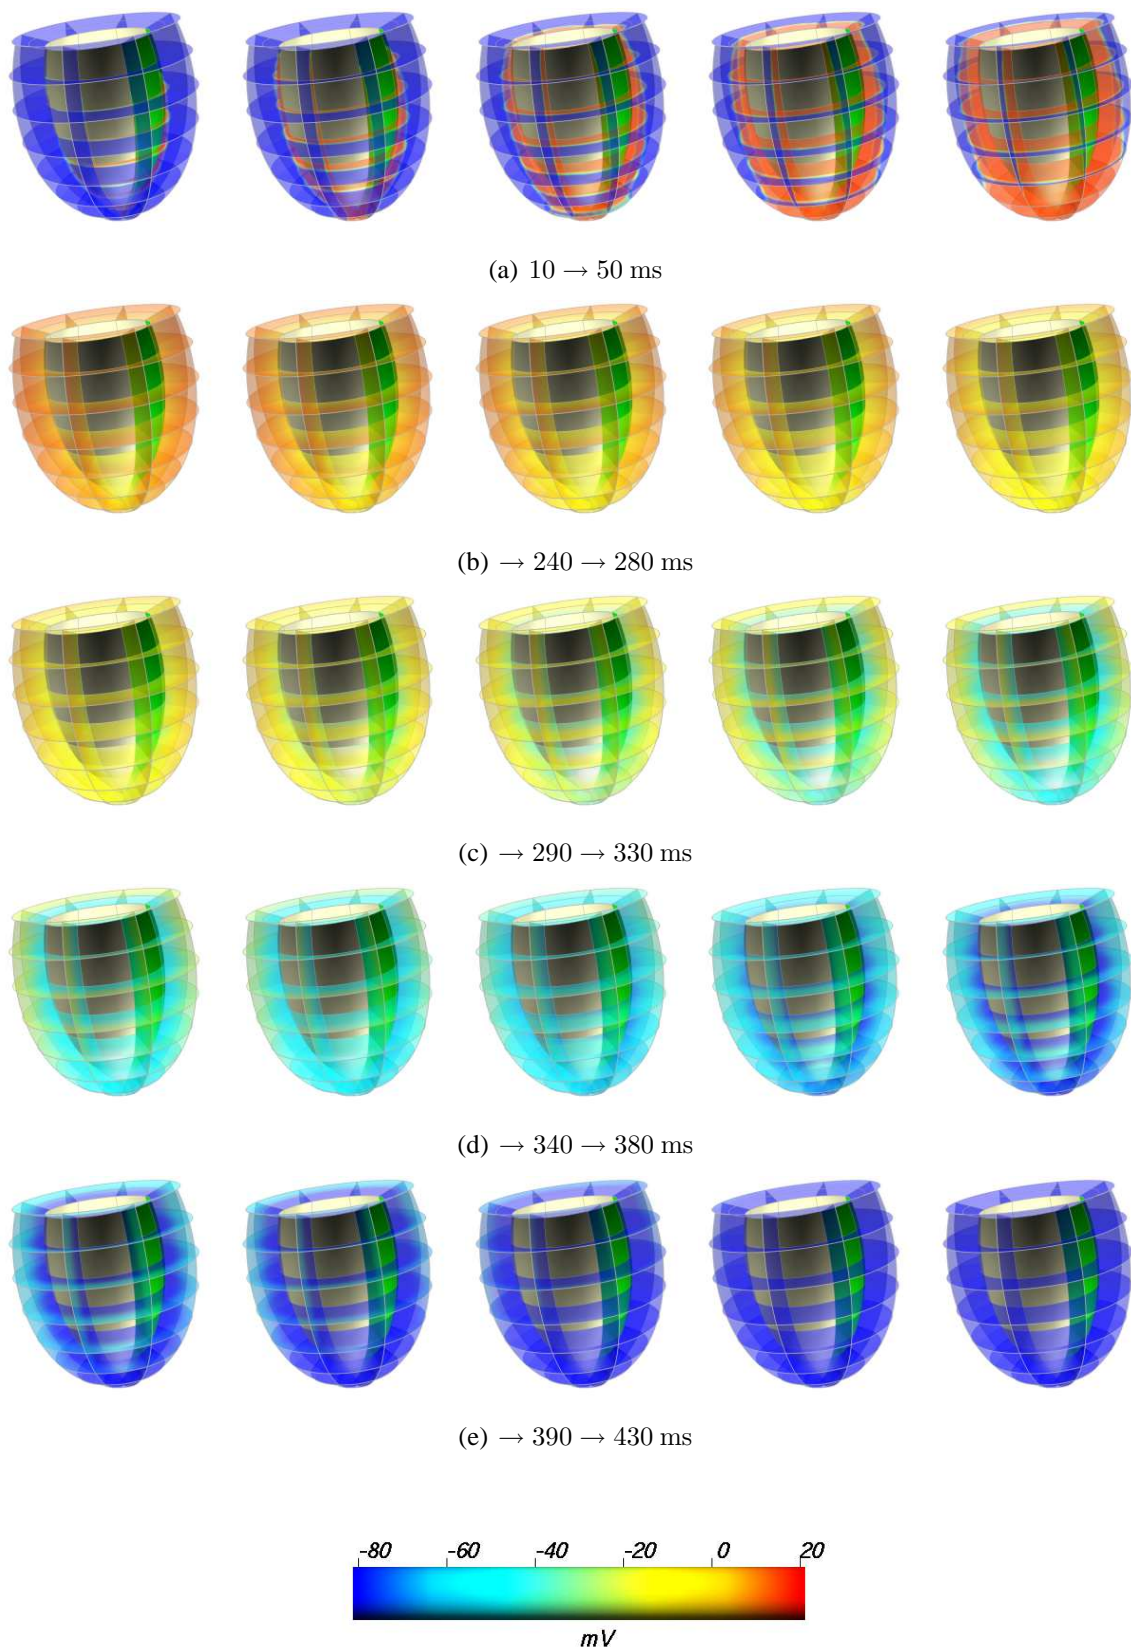 (a) 10 → 50 ms
(b) → 240 → 280 ms
(c) → 290 → 330 ms
(d) → 340 → 380 ms
(e) → 390 → 430 ms
-80 -60 -40 -20 0 20
mV